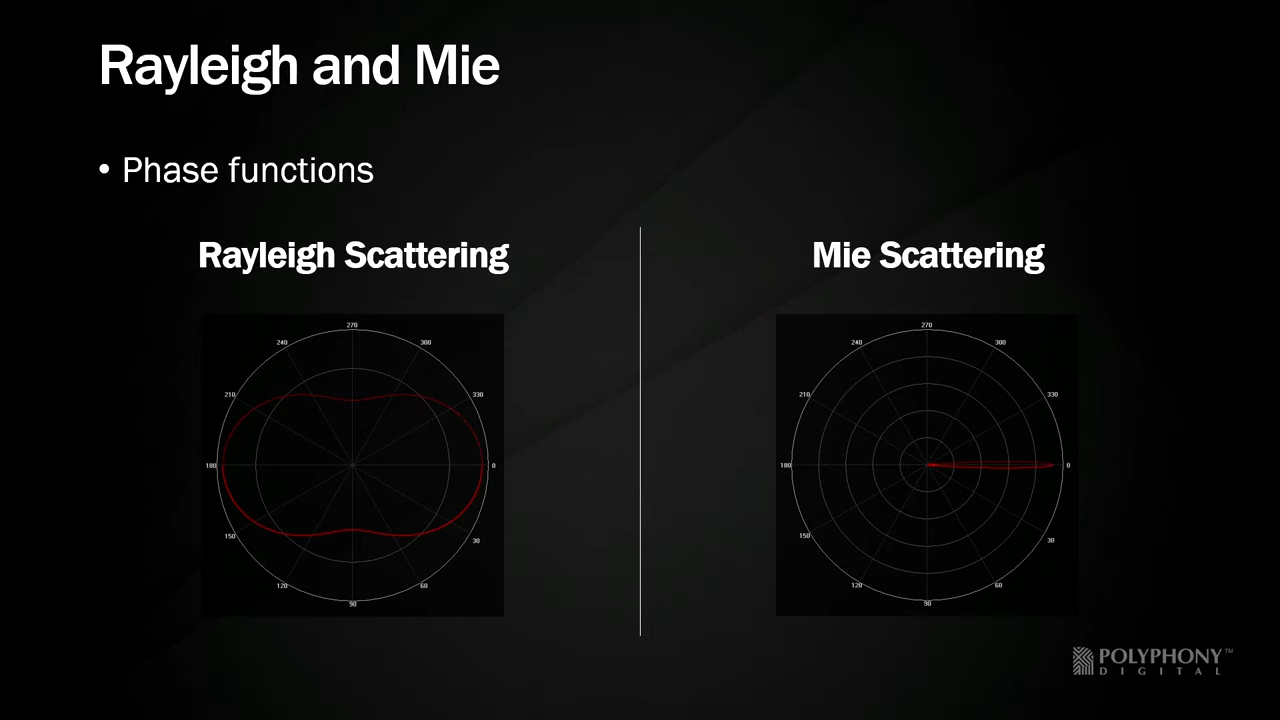 Rayleigh and Mie
• Phase functions
Rayleigh Scattering
270
240 300
210 330
180 0
150 30
120 60
90
Mie Scattering
270
240 300
210 330
180 0
150 30
120 60
90
POLYPHONY™
DIGITAL